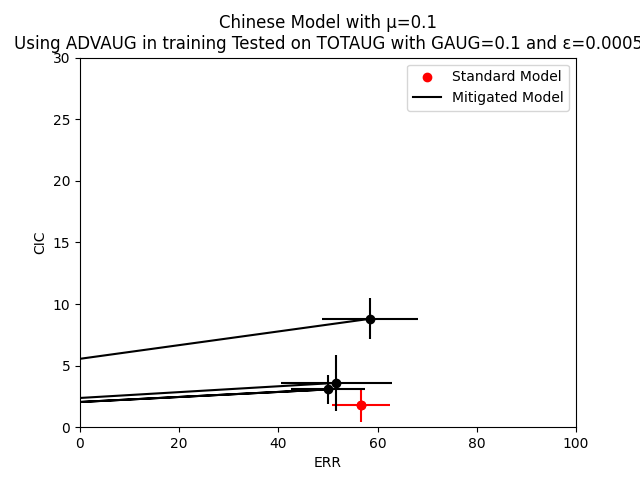 Chinese Model with μ=0.1
Using ADVAUG in training Tested on TOTAUG with GAUG=0.1 and ε=0.0005
Standard Model
Mitigated Model
30
25
20
15
10
5
0
CIC
0 20 40 60 80 100
ERR